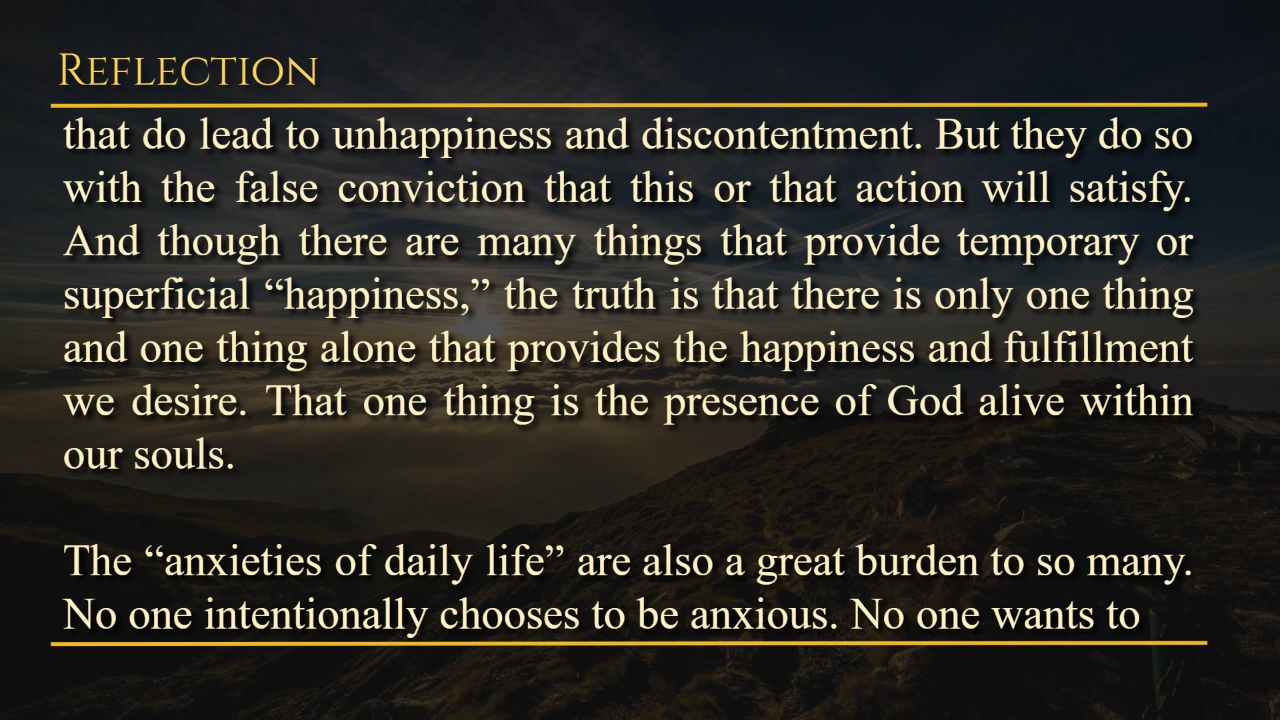 Reflection
that do lead to unhappiness and discontentment. But they do so
with the false conviction that this or that action will satisfy.
And though there are many things that provide temporary or
superficial “happiness,” the truth is that there is only one thing
and one thing alone that provides the happiness and fulfillment
we desire. That one thing is the presence of God alive within
our souls.
The “anxieties of daily life” are also a great burden to so many.
No one intentionally chooses to be anxious. No one wants to